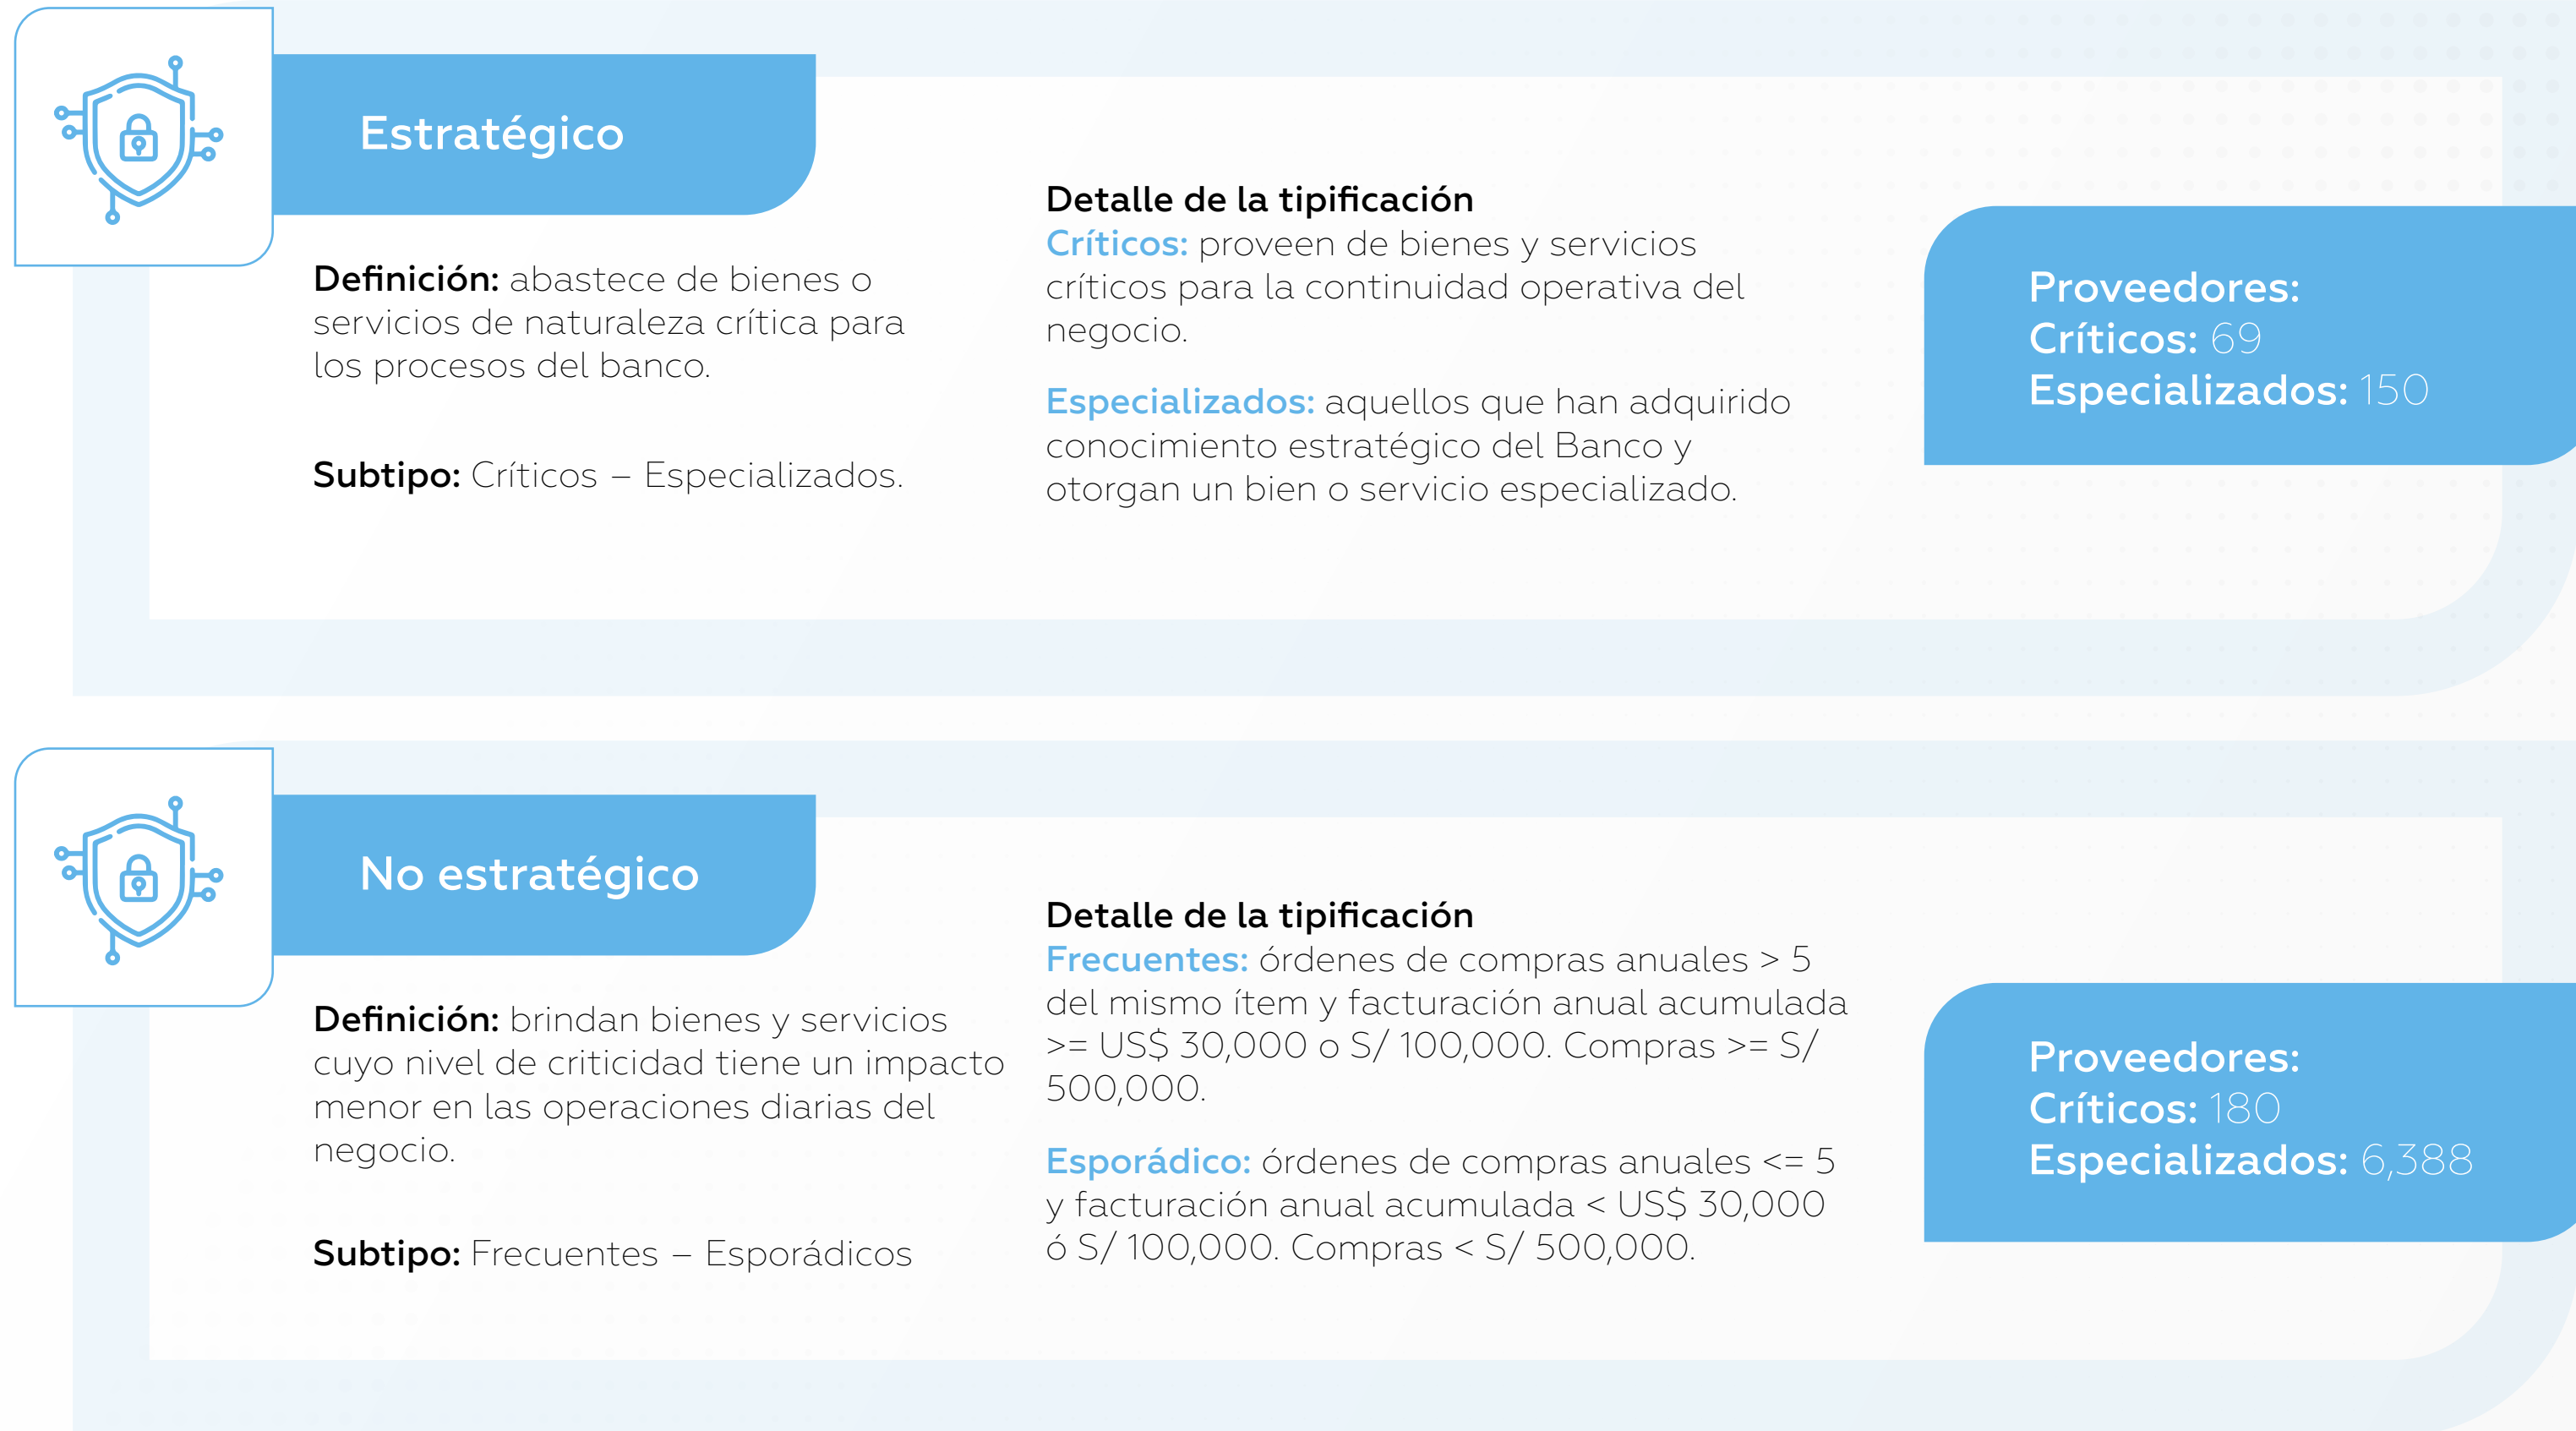 Estratégico
Definición: abastece de bienes o
servicios de naturaleza crítica para
los procesos del banco.
Subtipo: Críticos – Especializados.
Detalle de la tipificación
Críticos: proveen de bienes y servicios
críticos para la continuidad operativa del
negocio.
Especializados: aquellos que han adquirido
conocimiento estratégico del Banco y
otorgan un bien o servicio especializado.
Proveedores:
Críticos: 69
Especializados: 150
No estratégico
Definición: brindan bienes y servicios
cuyo nivel de criticidad tiene un impacto
menor en las operaciones diarias del
negocio.
Subtipo: Frecuentes – Esporádicos
Detalle de la tipificación
Frecuentes: órdenes de compras anuales > 5
del mismo ítem y facturación anual acumulada
>= US$ 30,000 o S/ 100,000. Compras >= S/
500,000.
Esporádico: órdenes de compras anuales <= 5
y facturación anual acumulada < US$ 30,000
ó S/ 100,000. Compras < S/ 500,000.
Proveedores:
Críticos: 180
Especializados: 6,388